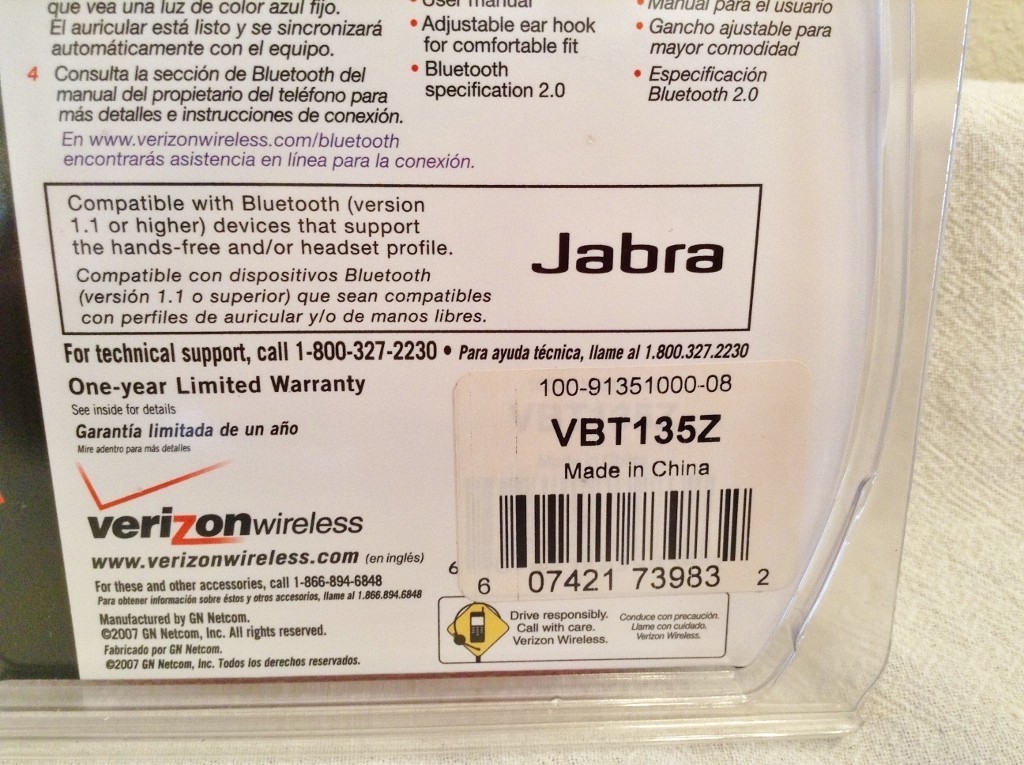 que vea una luz de color azul fijo.
El auricular está listo y se sincronizará
automáticamente con el equipo.
4 Consulta la sección de Bluetooth del
manual del propietario del teléfono para
más detalles e instrucciones de conexión.
En www.verizonwireless.com/bluetooth
encontrarás asistencia en línea para la conexión.
• User manual
• Adjustable ear hook
for comfortable fit
• Bluetooth
specification 2.0
• Manual para el usuario
• Gancho ajustable para
mayor comodidad
• Especificación
Bluetooth 2.0
Compatible with Bluetooth (version
1.1 or higher) devices that support
the hands-free and/or headset profile.
Compatible con dispositivos Bluetooth
(versión 1.1 o superior) que sean compatibles
con perfiles de auricular y/o de manos libres.
Jabra
For technical support, call 1-800-327-2230 • Para ayuda técnica, llame al 1.800.327.2230
One-year Limited Warranty
See inside for details
Garantía limitada de un año
Mire adentro para más detalles
verizonwireless
www.verizonwireless.com (en inglés)
For these and other accessories, call 1-866-894-6848
Para obtener información sobre éstos y otros accesorios, llame al 1.866.894.6848
Manufactured by GN Netcom.
©2007 GN Netcom, Inc. All rights reserved.
Fabricado por GN Netcom.
©2007 GN Netcom, Inc. Todos los derechos reservados.
100-91351000-08
VBT135Z
Made in China
6
6 07421 73983 2
Drive responsibly.
Call with care.
Verizon Wireless.
Conduce con precaución.
Llame con cuidado.
Verizon Wireless.